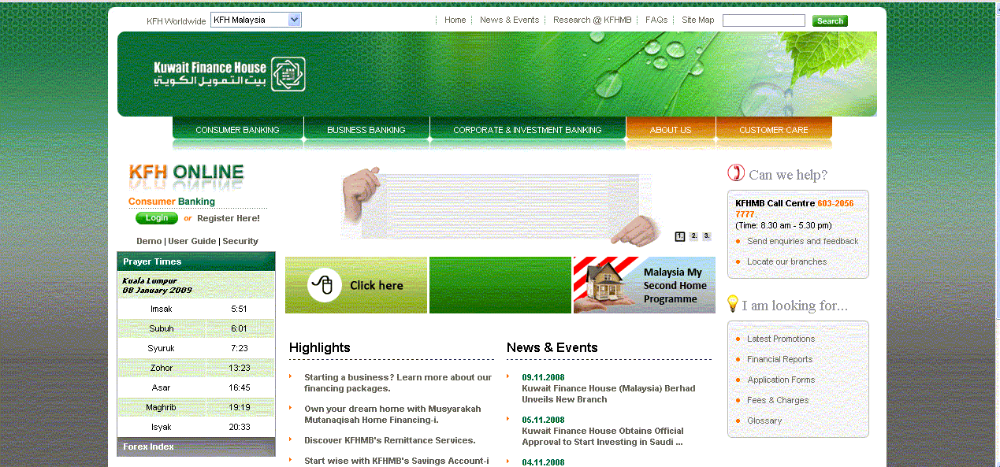 KFH Worldwide KFH Malaysia Home News & Events Research @ KFHMB FAQs Site Map Search
Kuwait Finance House
بيت التمويل الكويتي
CONSUMER BANKING BUSINESS BANKING CORPORATE & INVESTMENT BANKING ABOUT US CUSTOMER CARE
KFH ONLINE
Consumer Banking
Login or Register Here!
Demo | User Guide | Security
Prayer Times
Kuala Lumpur
08 January 2009
Imsak 5:51
Subuh 6:01
Syuruk 7:23
Zohor 13:23
Asar 16:45
Maghrib 19:19
Isyak 20:33
Forex Index
1. 2. 3.
Click here
Malaysia My
Second Home
Programme
Highlights
Starting a business? Learn more about our
financing packages.
Own your dream home with Musyarakah
Mutanaqisah Home Financing-i.
Discover KFHMB's Remittance Services.
Start wise with KFHMB's Savings Account-i
News & Events
09.11.2008
Kuwait Finance House (Malaysia) Berhad
Unveils New Branch
05.11.2008
Kuwait Finance House Obtains Official
Approval to Start Investing in Saudi ...
04.11.2008
Can we help?
KFHMB Call Centre 603-2056
7777.
(Time: 8.30 am - 5.30 pm)
Send enquiries and feedback
Locate our branches
I am looking for...
Latest Promotions
Financial Reports
Application Forms
Fees & Charges
Glossary